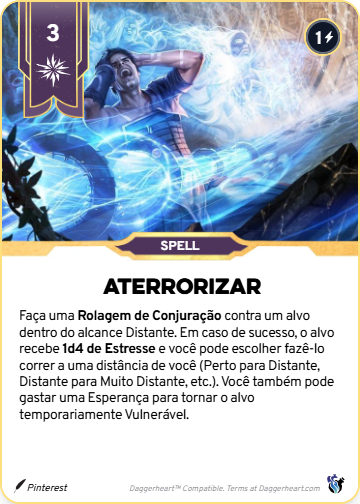 3
1
SPELL
ATERRORIZAR
Faça uma Rolagem de Conjuração contra um alvo
dentro do alcance Distante. Em caso de sucesso, o alvo
recebe 1d4 de Estresse e você pode escolher fazê-lo
correr a uma distância de você (Perto para Distante,
Distante para Muito Distante, etc.). Você também pode
gastar uma Esperança para tornar o alvo
temporariamente Vulnerável.
Pinterest
Daggerheart™ Compatible. Terms at Daggerheart.com